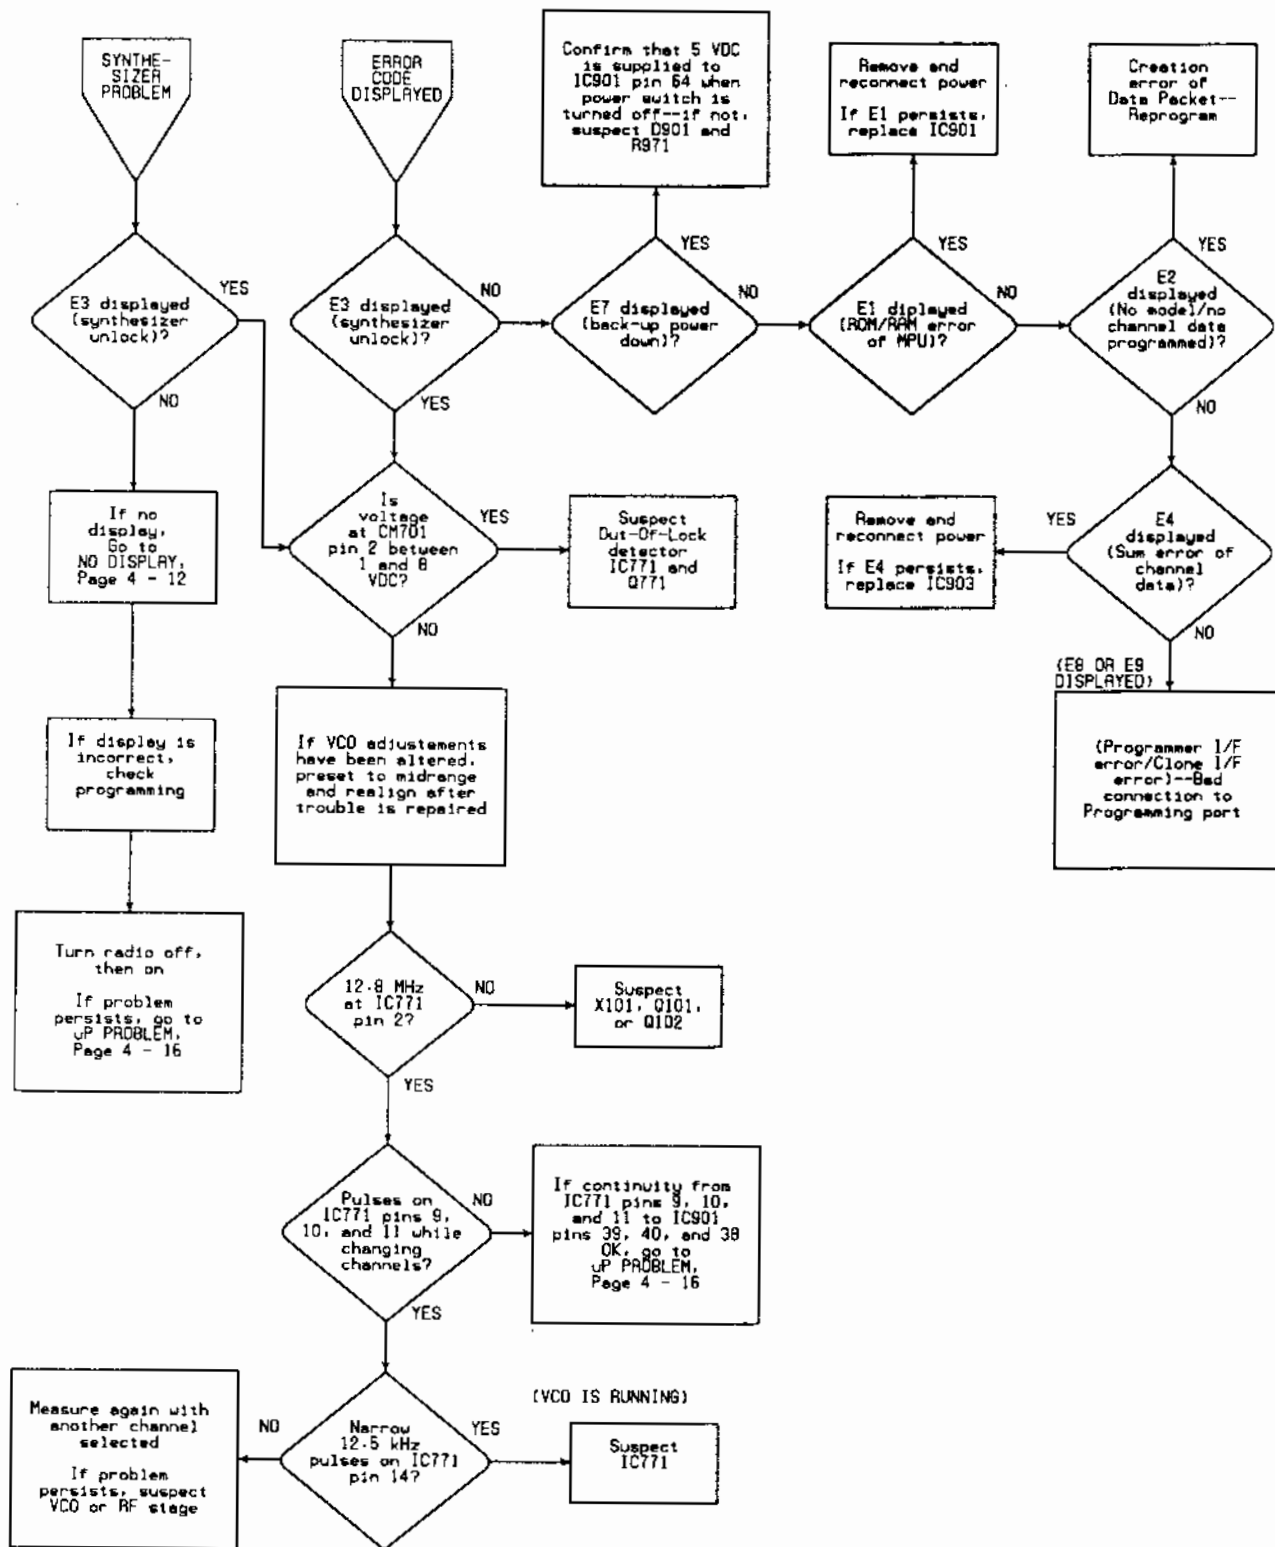 SYNTHE-
SIZER
PROBLEM
ERROR
CODE
DISPLAYED
Confirm that 5 VDC
is supplied to
IC901 pin 64 when
power switch is
turned off--if not,
suspect D901 and
R971
Remove and
reconnect power
If E1 persists,
replace IC901
Creation
error of
Data Packet--
Reprogram
YES
YES
YES
E3 displayed
(synthesizer
unlock)?
YES
E3 displayed
(synthesizer
unlock)?
NO
E7 displayed
(back-up power
down)?
NO
E1 displayed
(ROM/RAM error
of MPU)?
NO
E2
displayed
(No model/no
channel data
programmed)?
NO
YES
NO
If no
display,
Go to
NO DISPLAY,
Page 4 - 12
Is
voltage
at CM701
pin 2 between
1 and 8
VDC?
YES
Suspect
Out-Of-Lock
detector
IC771 and
Q771
Remove and
reconnect power
If E4 persists,
replace IC903
YES
E4
displayed
(Sum error of
channel
data)?
NO
NO
(E8 OR E9
DISPLAYED)
If display is
incorrect,
check
programming
If VCO adjustements
have been altered,
preset to midrange
and realign after
trouble is repaired
(Programmer I/F
error/Clone I/F
error)--Bad
connection to
Programming port
Turn radio off,
then on
If problem
persists, go to
uP PROBLEM,
Page 4 - 16
12.8 MHz
at IC771
pin 2?
NO
Suspect
X101, Q101,
or Q102
YES
Pulses on
IC771 pins 9,
10, and 11 while
changing
channels?
NO
If continuity from
IC771 pins 9, 10,
and 11 to IC901
pins 39, 40, and 38
OK, go to
uP PROBLEM,
Page 4 - 16
YES
Measure again with
another channel
selected
If problem
persists, suspect
VCO or RF stage
NO
Narrow
12.5 kHz
pulses on IC771
pin 14?
YES
(VCO IS RUNNING)
Suspect
IC771